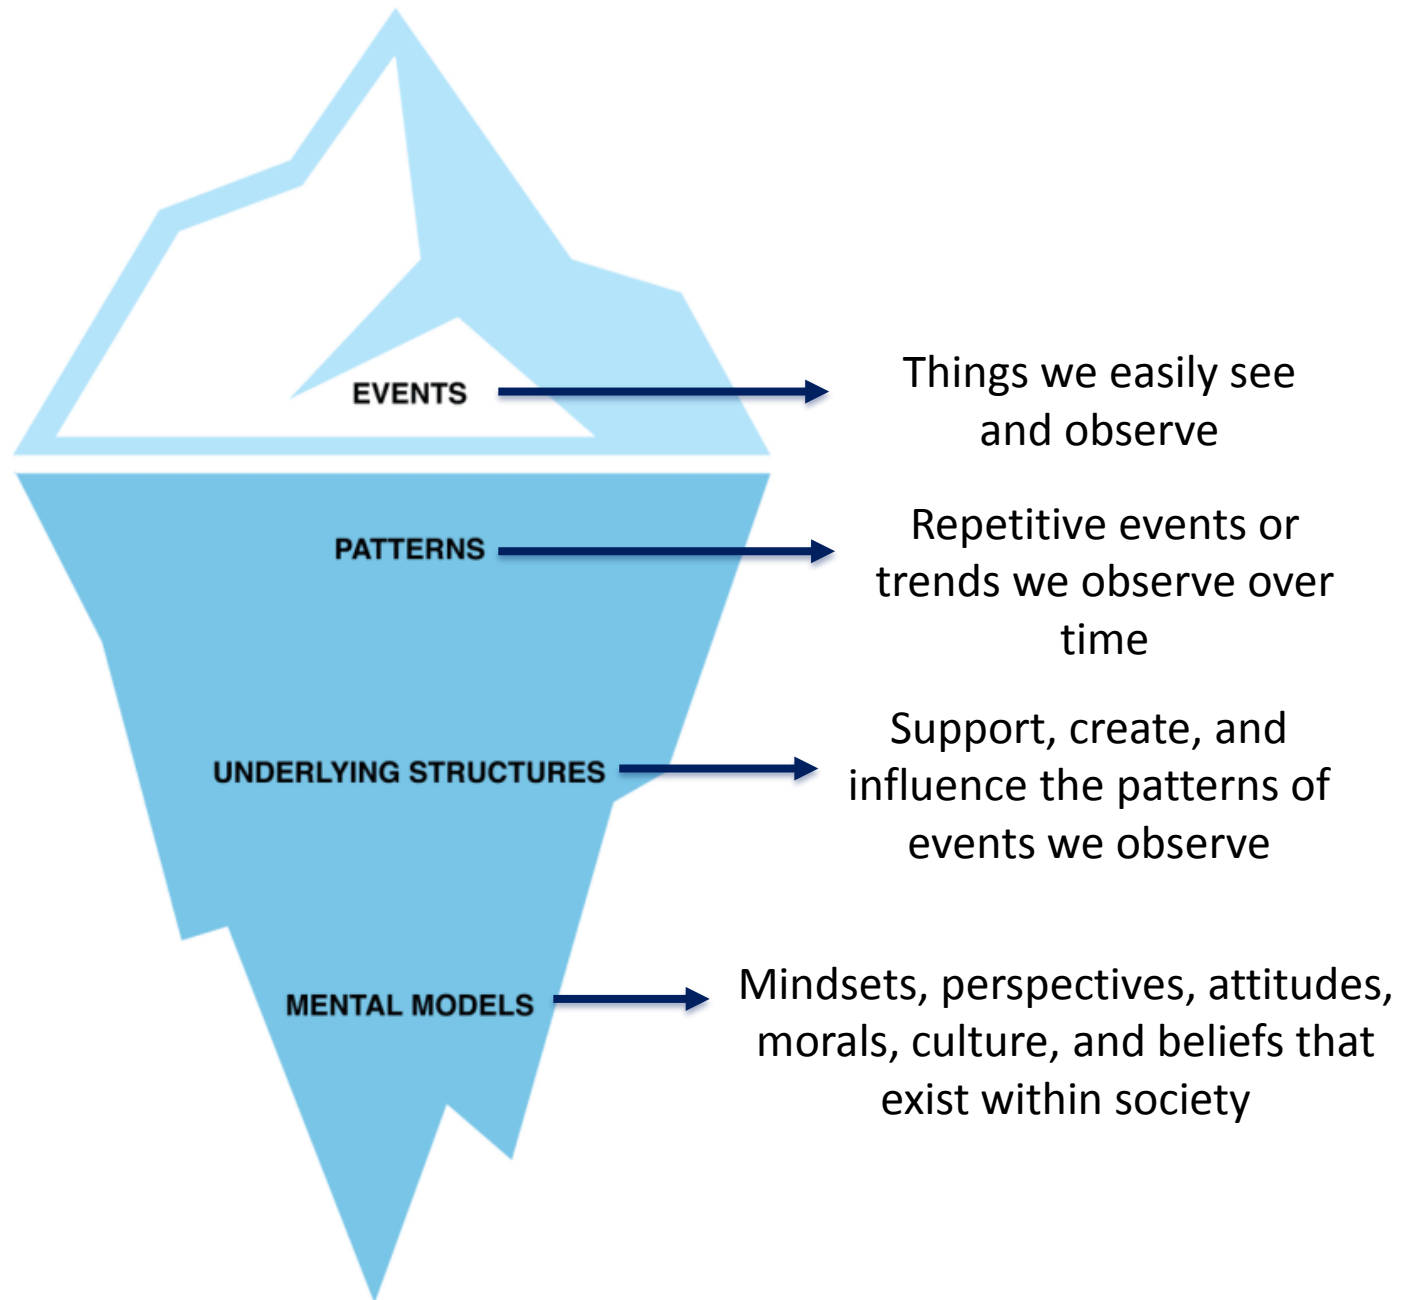 EVENTS
Things we easily see
and observe
PATTERNS
Repetitive events or
trends we observe over
time
UNDERLYING STRUCTURES
Support, create, and
influence the patterns of
events we observe
MENTAL MODELS
Mindsets, perspectives, attitudes,
morals, culture, and beliefs that
exist within society